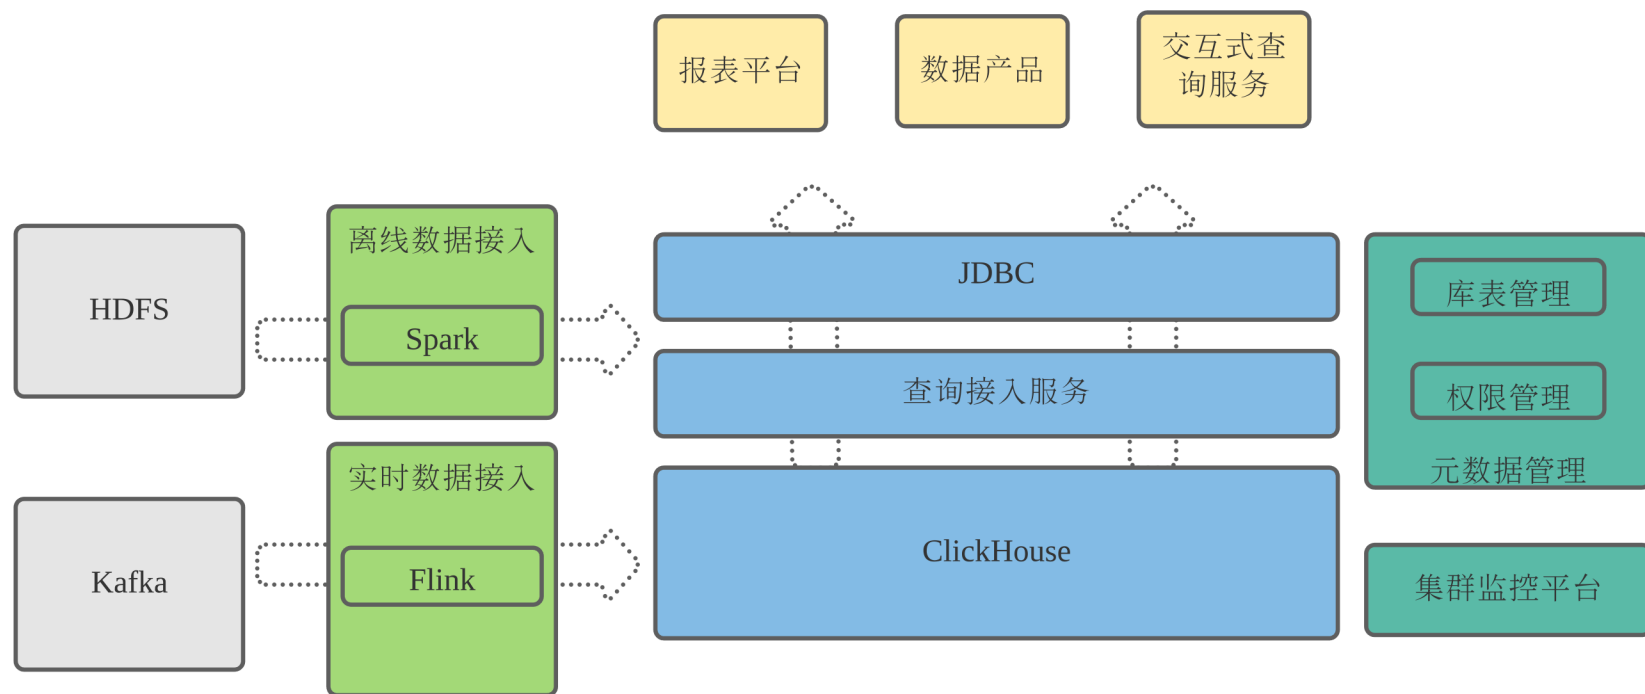 报表平台
数据产品
交互式查
询服务
HDFS
离线数据接入
Spark
JDBC
查询接入服务
库表管理
权限管理
元数据管理
Kafka
实时数据接入
Flink
ClickHouse
集群监控平台